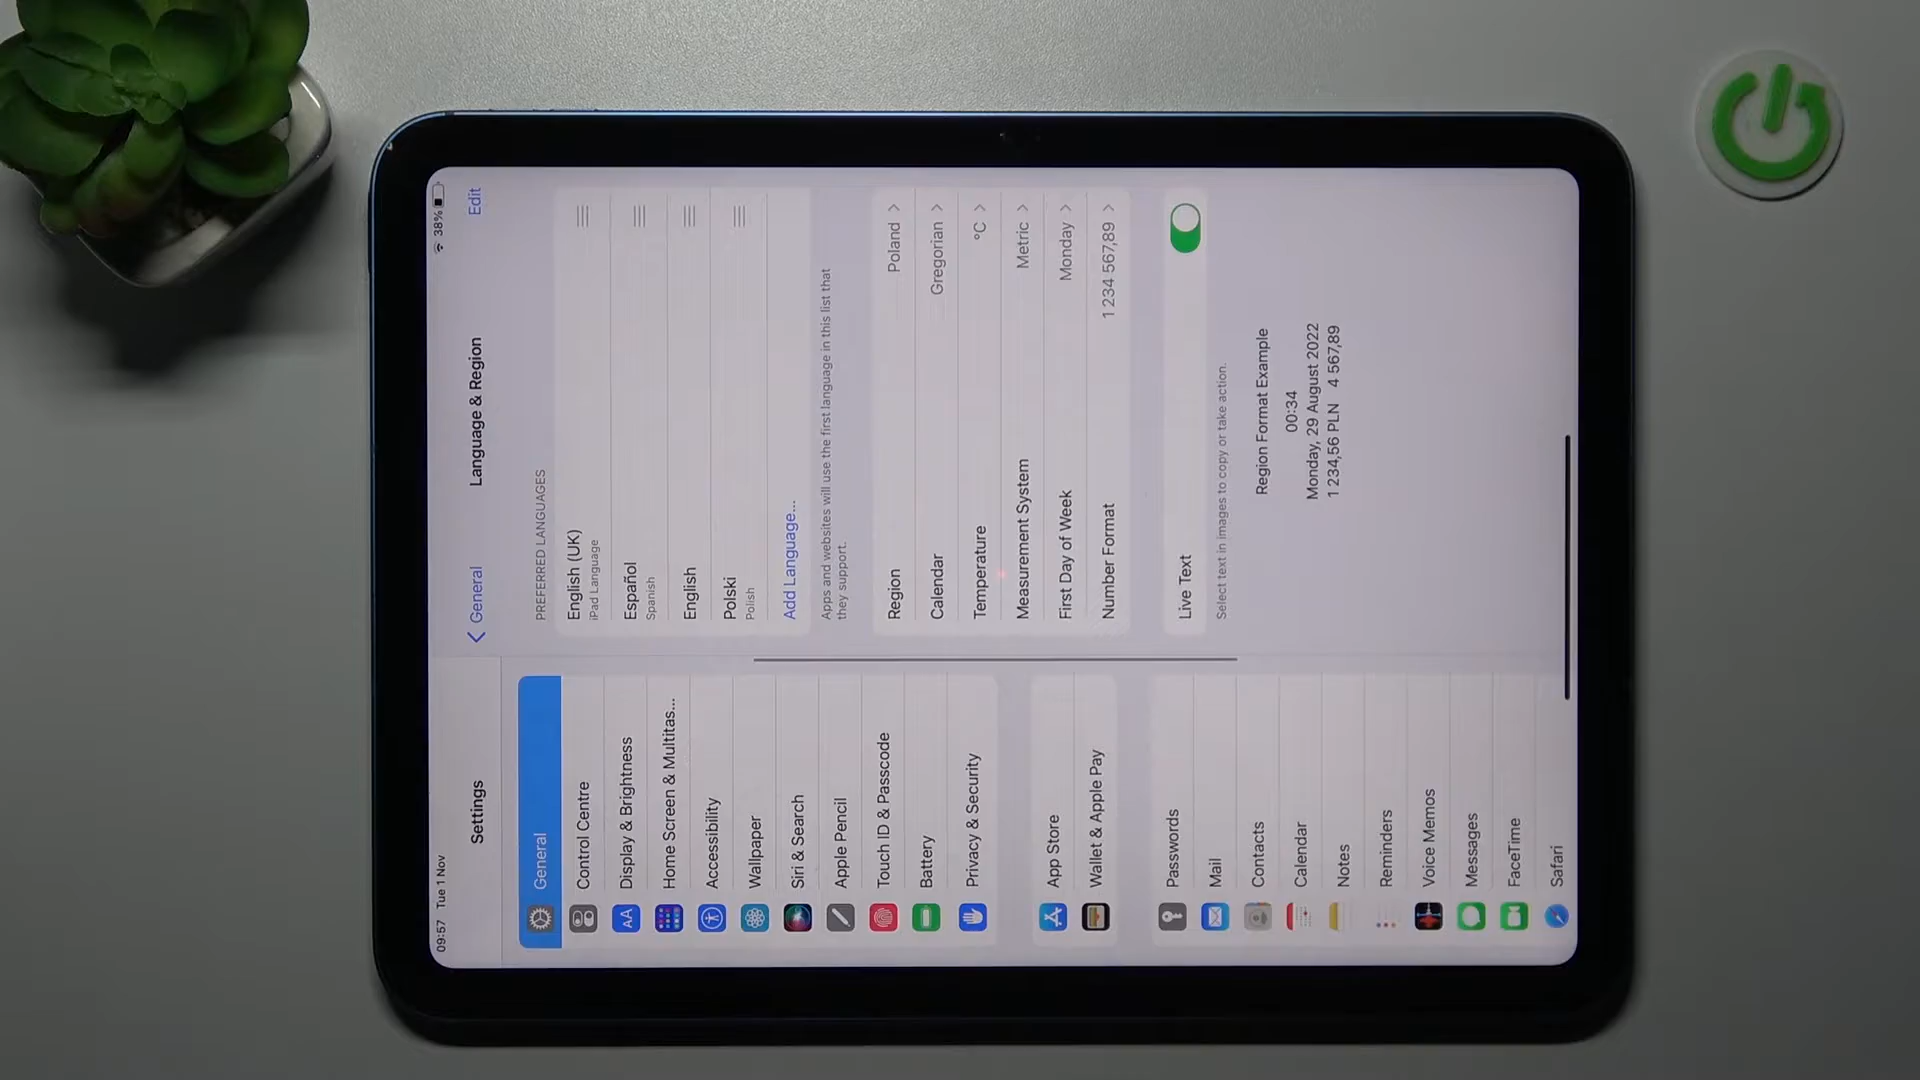 09:57 Tue 1 Nov
38%
Settings
General
Control Centre
AA
Display & Brightness
Home Screen & Multitas...
Accessibility
Wallpaper
Siri & Search
Apple Pencil
Touch ID & Passcode
Battery
Privacy & Security
App Store
Wallet & Apple Pay
Passwords
Mail
Contacts
Calendar
Notes
Reminders
Voice Memos
Messages
FaceTime
Safari
General
Language & Region
Edit
PREFERRED LANGUAGES
English (UK)
iPad Language
Español
Spanish
English
Polski
Polish
Add Language...
Apps and websites will use the first language in this list that
they support.
Region Poland
Calendar Gregorian
Temperature °C
Measurement System Metric
First Day of Week Monday
Number Format 1 234 567,89
Live Text
Select text in images to copy or take action.
Region Format Example
00:34
Monday, 29 August 2022
1 234,56 PLN 4 567,89